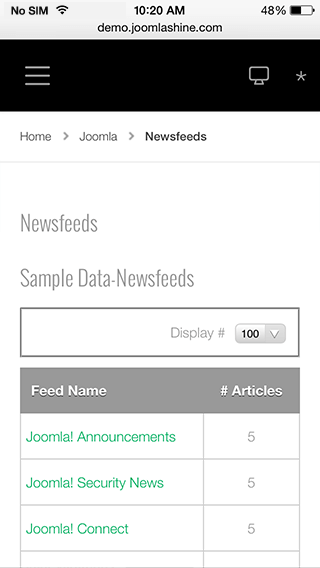 No SIM 10:20 AM 48%
demo.joomlashine.com
Home Joomla Newsfeeds
Newsfeeds
Sample Data-Newsfeeds
Display # 100
Feed Name # Articles
Joomla! Announcements 5
Joomla! Security News 5
Joomla! Connect 5